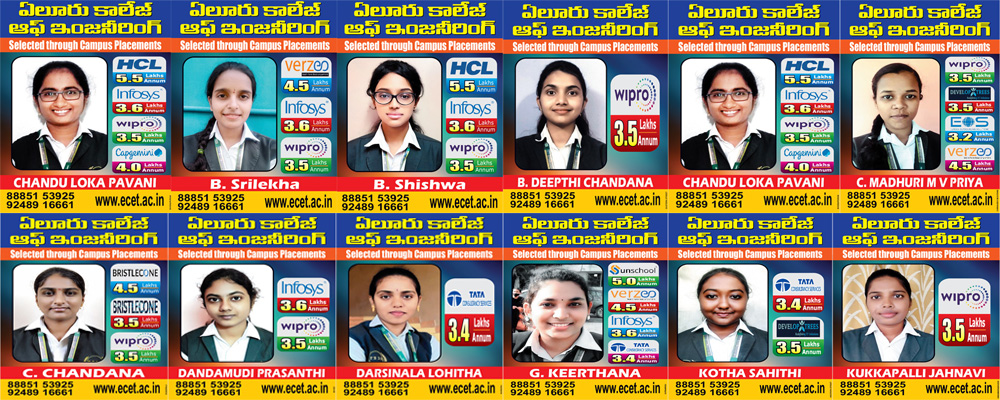 ఏలూరు కాలేజ్
ఆఫ్ ఇంజనీరింగ్
Selected through Campus Placements
HCL
5.5 Lakhs Annum
Infosys
3.6 Lakhs Annum
wipro
3.5 Lakhs Annum
Capgemini
4.0 Lakhs Annum
CHANDU LOKA PAVANI
88851 53925
92489 16661
www.ecet.ac.in
ఏలూరు కాలేజ్
ఆఫ్ ఇంజనీరింగ్
Selected through Campus Placements
verzeo
4.5 Lakhs Annum
Infosys
3.6 Lakhs Annum
wipro
3.5 Lakhs Annum
B. Srilekha
88851 53925
92489 16661
www.ecet.ac.in
ఏలూరు కాలేజ్
ఆఫ్ ఇంజనీరింగ్
Selected through Campus Placements
HCL
5.5 Lakhs Annum
Infosys
3.6 Lakhs Annum
wipro
3.5 Lakhs Annum
B. Shishwa
88851 53925
92489 16661
www.ecet.ac.in
ఏలూరు కాలేజ్
ఆఫ్ ఇంజనీరింగ్
Selected through Campus Placements
wipro
3.5 Lakhs Annum
B. DEEPTHI CHANDANA
88851 53925
92489 16661
www.ecet.ac.in
ఏలూరు కాలేజ్
ఆఫ్ ఇంజనీరింగ్
Selected through Campus Placements
HCL
5.5 Lakhs Annum
Infosys
3.6 Lakhs Annum
wipro
3.5 Lakhs Annum
Capgemini
4.0 Lakhs Annum
CHANDU LOKA PAVANI
88851 53925
92489 16661
www.ecet.ac.in
ఏలూరు కాలేజ్
ఆఫ్ ఇంజనీరింగ్
Selected through Campus Placements
wipro
3.5 Lakhs Annum
DEVELOPTREES
3.5 Lakhs Annum
EOS
3.2 Lakhs Annum
verzeo
4.5 Lakhs Annum
C. MADHURI M V PRIYA
88851 53925
92489 16661
www.ecet.ac.in
ఏలూరు కాలేజ్
ఆఫ్ ఇంజనీరింగ్
Selected through Campus Placements
BRISTLECONE
4.5 Lakhs Annum
BRISTLECONE
3.5 Lakhs Annum
wipro
3.5 Lakhs Annum
C. CHANDANA
88851 53925
92489 16661
www.ecet.ac.in
ఏలూరు కాలేజ్
ఆఫ్ ఇంజనీరింగ్
Selected through Campus Placements
Infosys
3.6 Lakhs Annum
wipro
3.5 Lakhs Annum
DANDAMUDI PRASANTHI
88851 53925
92489 16661
www.ecet.ac.in
ఏలూరు కాలేజ్
ఆఫ్ ఇంజనీరింగ్
Selected through Campus Placements
TATA
CONSULTANCY SERVICES
3.4 Lakhs Annum
DARSINALA LOHITHA
88851 53925
92489 16661
www.ecet.ac.in
ఏలూరు కాలేజ్
ఆఫ్ ఇంజనీరింగ్
Selected through Campus Placements
Sunschool
5.0 Lakhs Annum
verzeo
4.5 Lakhs Annum
Infosys
3.6 Lakhs Annum
TATA
CONSULTANCY SERVICES
3.4 Lakhs Annum
G. KEERTHANA
88851 53925
92489 16661
www.ecet.ac.in
ఏలూరు కాలేజ్
ఆఫ్ ఇంజనీరింగ్
Selected through Campus Placements
TATA
CONSULTANCY SERVICES
3.4 Lakhs Annum
DEVELOPTREES
3.5 Lakhs Annum
KOTHA SAHITHI
88851 53925
92489 16661
www.ecet.ac.in
ఏలూరు కాలేజ్
ఆఫ్ ఇంజనీరింగ్
Selected through Campus Placements
wipro
3.5 Lakhs Annum
KUKKAPALLI JAHNAVI
88851 53925
92489 16661
www.ecet.ac.in